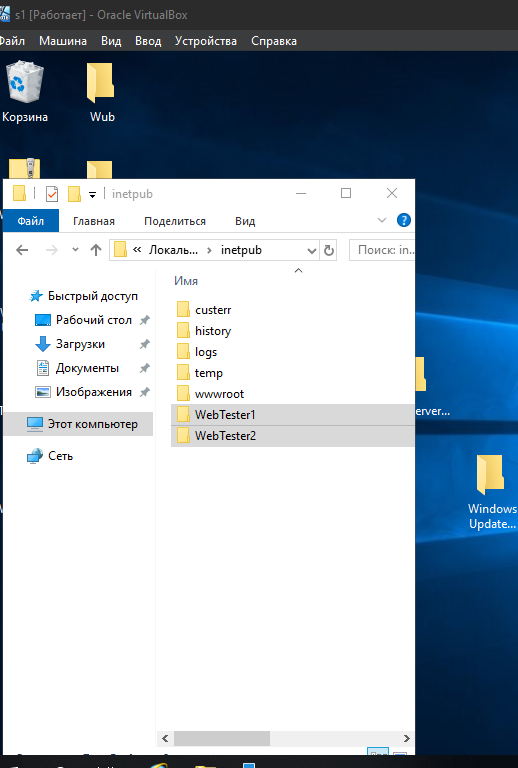 s1 [Работает] - Oracle VirtualBox
Файл Машина Вид Ввод Устройства Справка
Корзина
Wub
inetpub
Файл Главная Поделиться Вид
« Локаль... › inetpub
Поиск: in...
Имя
Быстрый доступ
Рабочий стол
Загрузки
Документы
Изображения
Этот компьютер
Сеть
custerr
history
logs
temp
wwwroot
WebTester1
WebTester2
erver...
Windows
Update...